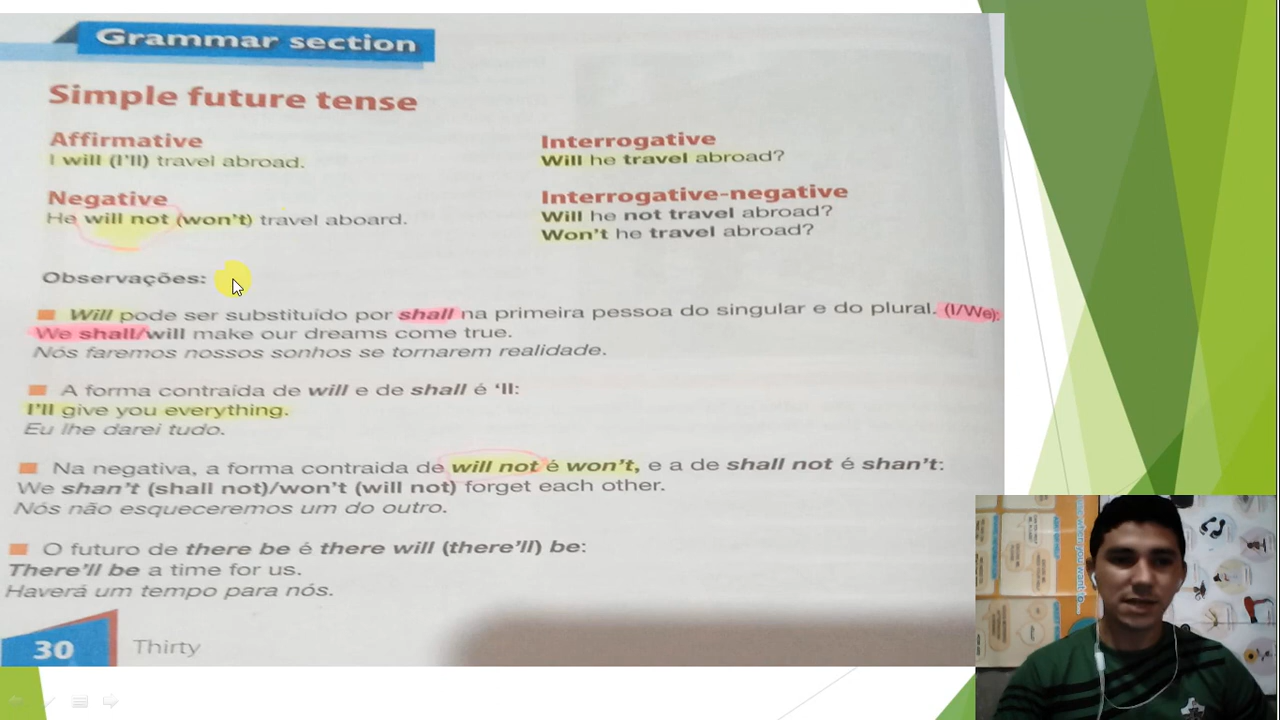 Grammar section
Simple future tense
Affirmative
I will (I'll) travel abroad.
Negative
He will not (won't) travel aboard.
Interrogative
Will he travel abroad?
Interrogative-negative
Will he not travel abroad?
Won't he travel abroad?
Observações:
Will pode ser substituído por shall na primeira pessoa do singular e do plural. (I/We):
We shall/will make our dreams come true.
Nós faremos nossos sonhos se tornarem realidade.
A forma contraída de will e de shall é 'll:
I'll give you everything.
Eu lhe darei tudo.
Na negativa, a forma contraida de will not é won't, e a de shall not é shan't:
We shan't (shall not)/won't (will not) forget each other.
Nós não esqueceremos um do outro.
O futuro de there be é there will (there'll) be:
There'll be a time for us.
Haverá um tempo para nós.
30 Thirty